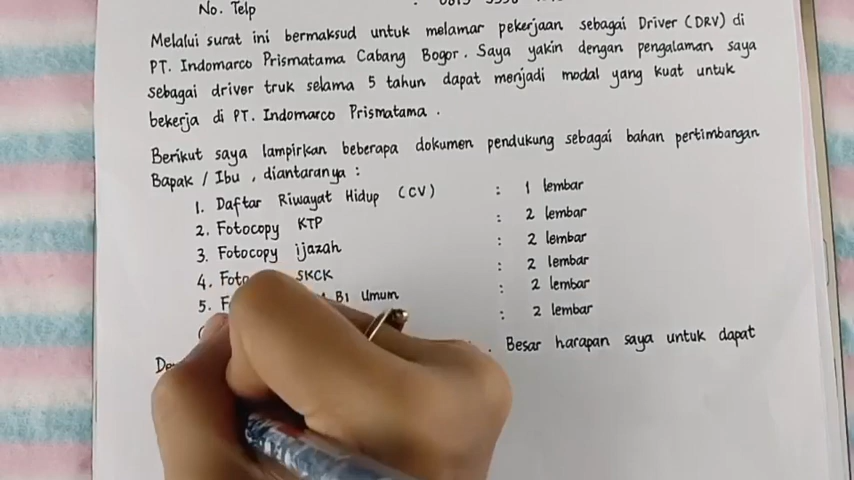 No. Telp :
Melalui surat ini bermaksud untuk melamar pekerjaan sebagai Driver (DRV) di
PT. Indomarco Prismatama Cabang Bogor. Saya yakin dengan pengalaman saya
sebagai driver truk selama 5 tahun dapat menjadi modal yang kuat untuk
bekerja di PT. Indomarco Prismatama.
Berikut saya lampirkan beberapa dokumen pendukung sebagai bahan pertimbangan
Bapak / Ibu, diantaranya :
1. Daftar Riwayat Hidup (CV) : 1 lembar
2. Fotocopy KTP : 2 lembar
3. Fotocopy ijazah : 2 lembar
4. SKCK : 2 lembar
5. B1 Umum : 2 lembar
: 2 lembar
. Besar harapan saya untuk dapat